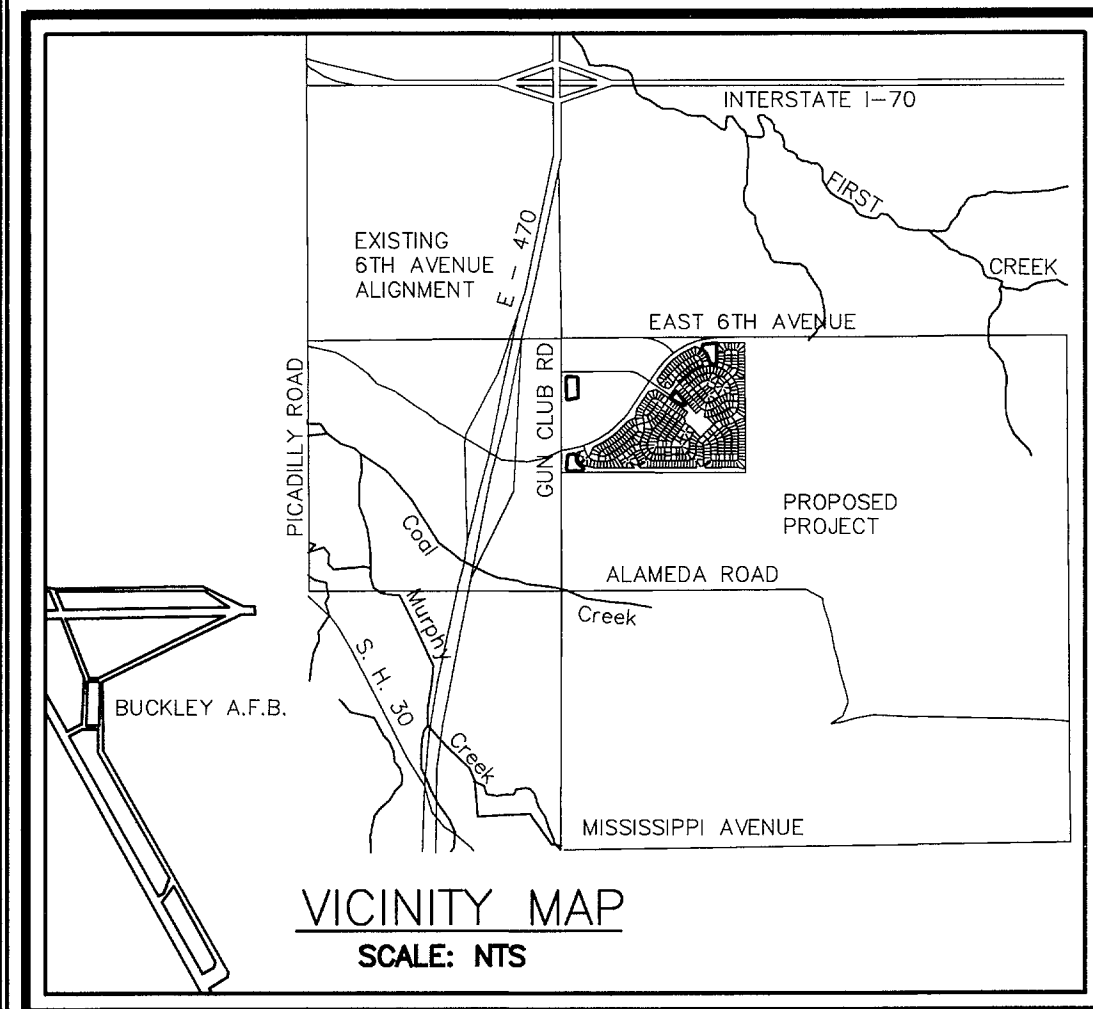 INTERSTATE I-70
FIRST
CREEK
EXISTING
6TH AVENUE
ALIGNMENT
E - 470
EAST 6TH AVENUE
PICADILLY ROAD
GUN CLUB RD
PROPOSED
PROJECT
Coal
Creek
ALAMEDA ROAD
Murphy
Creek
S. H. 30
BUCKLEY A.F.B.
MISSISSIPPI AVENUE
VICINITY MAP
SCALE: NTS